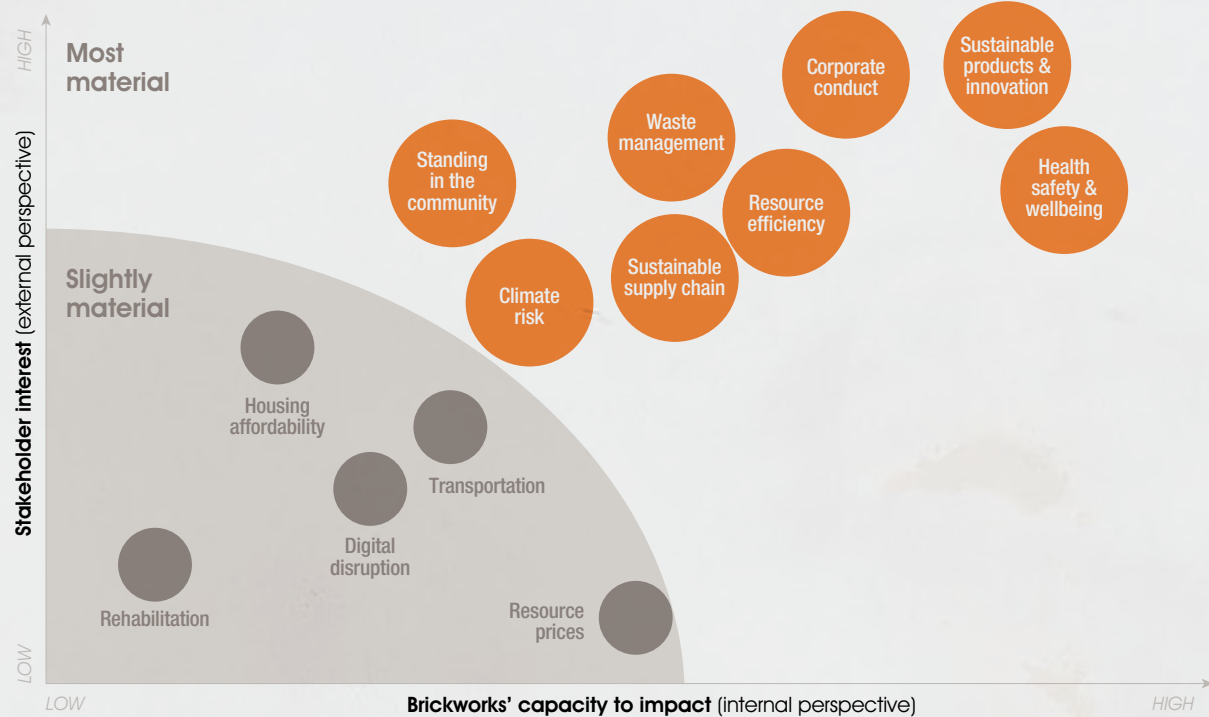 HIGH
Most
material
Corporate
conduct
Sustainable
products &
innovation
Waste
management
Standing
in the
community
Health
safety &
wellbeing
Resource
efficiency
Sustainable
supply chain
Climate
risk
Slightly
material
Housing
affordability
Transportation
Digital
disruption
Rehabilitation
Resource
prices
Stakeholder interest (external perspective)
LOW
LOW
Brickworks’ capacity to impact (internal perspective)
HIGH